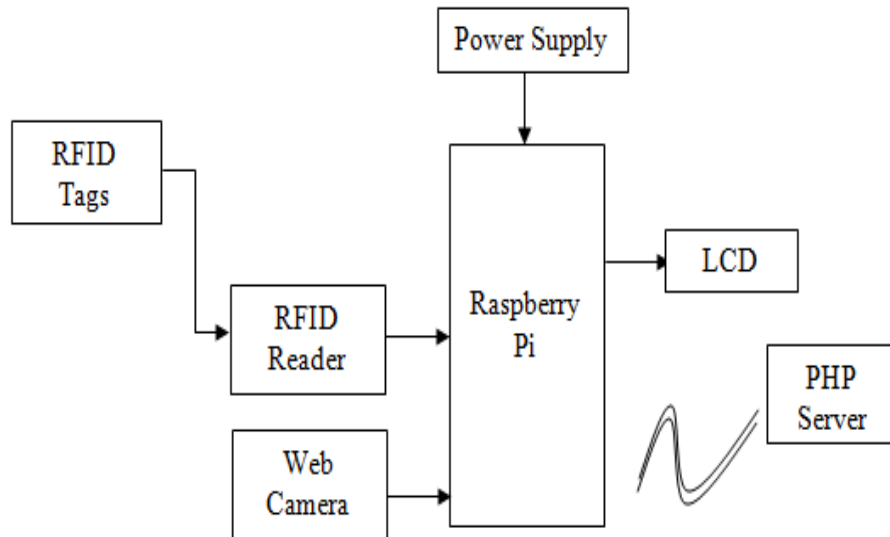 Power Supply
RFID
Tags
LCD
RFID
Reader
Raspberry
Pi
PHP
Server
Web
Camera